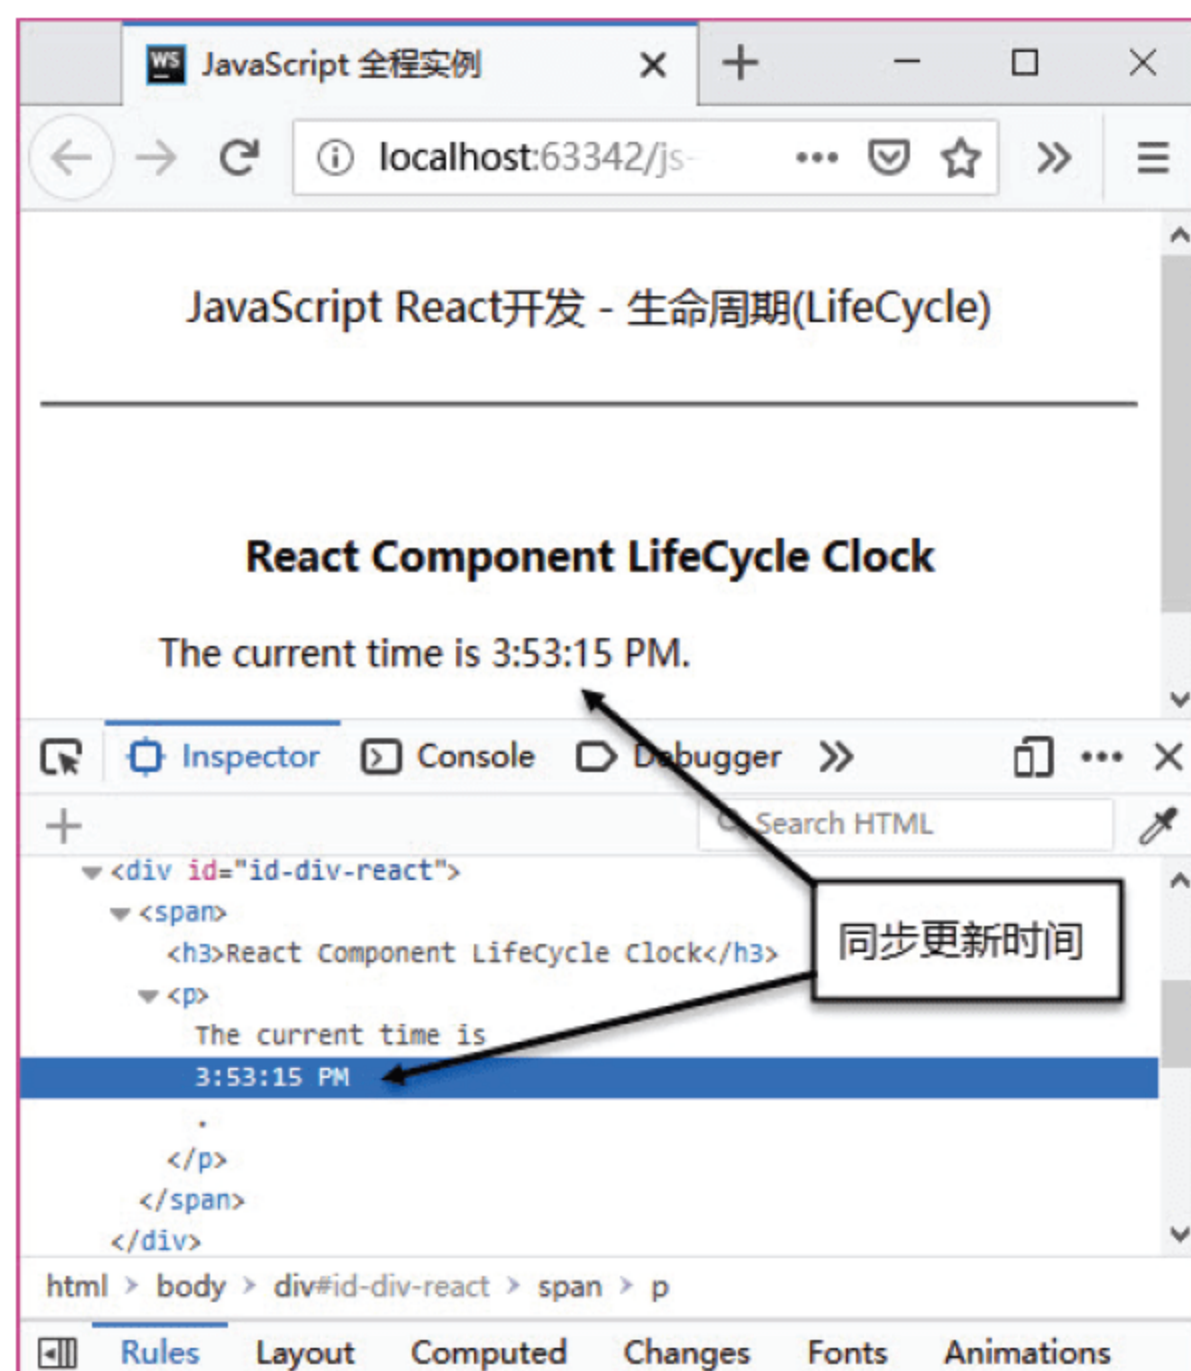 WS JavaScript 全程实例
localhost:63342/js-
JavaScript React开发 - 生命周期(LifeCycle)
React Component LifeCycle Clock
The current time is 3:53:15 PM.
Inspector Console Debugger
Search HTML
<div id="id-div-react">
<span>
<h3>React Component LifeCycle Clock</h3>
<p>
The current time is
同步更新时间
3:53:15 PM
.
</p>
</span>
</div>
html > body > div#id-div-react > span > p
Rules Layout Computed Changes Fonts Animations